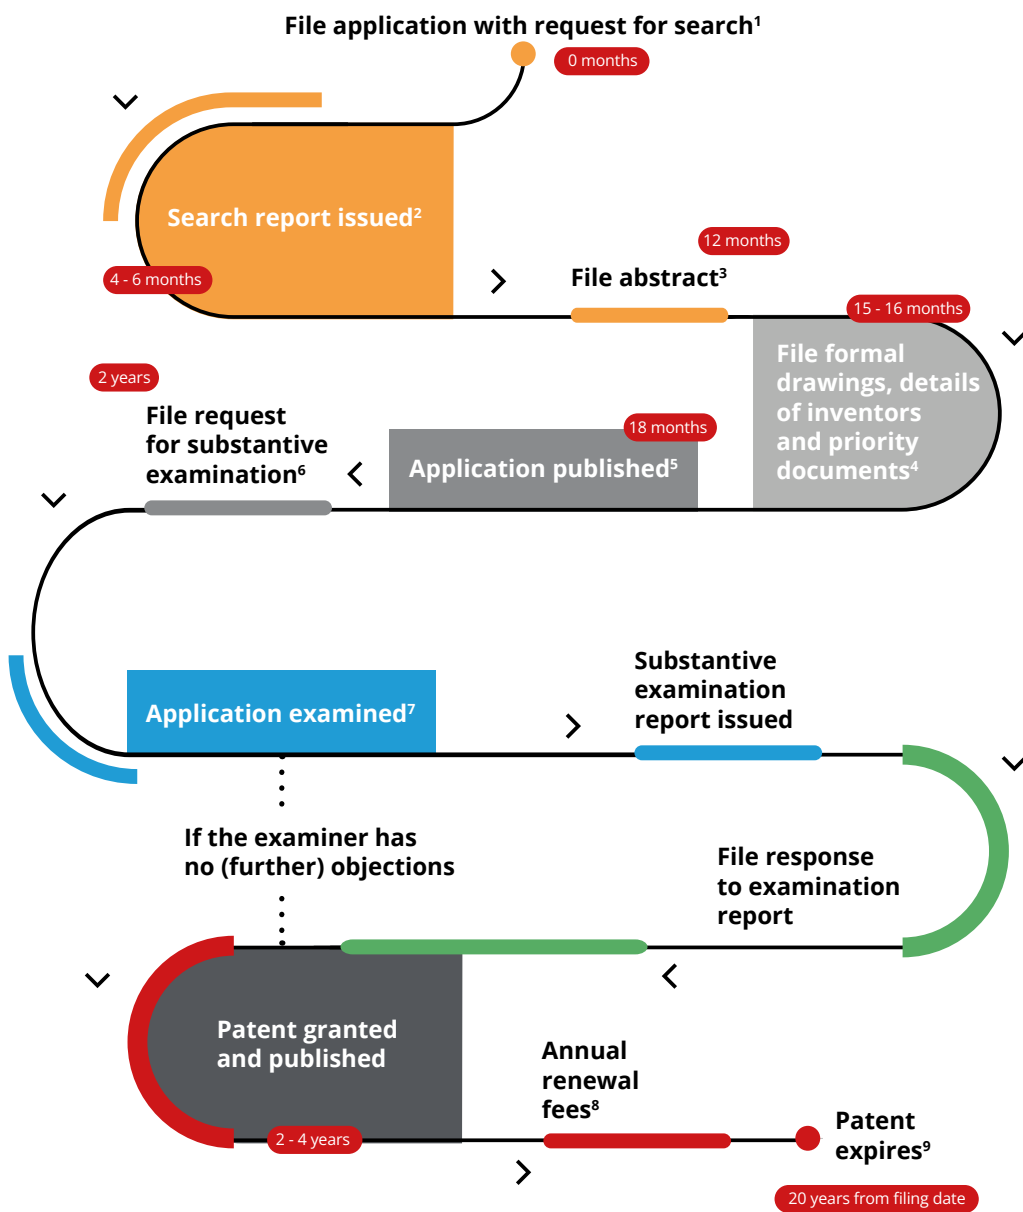 File application with request for search¹
0 months
Search report issued²
4 - 6 months
12 months
File abstract³
15 - 16 months
File formal
drawings, details
of inventors
and priority
documents⁴
18 months
Application published⁵
2 years
File request
for substantive
examination⁶
Application examined⁷
Substantive
examination
report issued
If the examiner has
no (further) objections
File response
to examination
report
Patent granted
and published
2 - 4 years
Annual
renewal
fees⁸
Patent
expires⁹
20 years from filing date